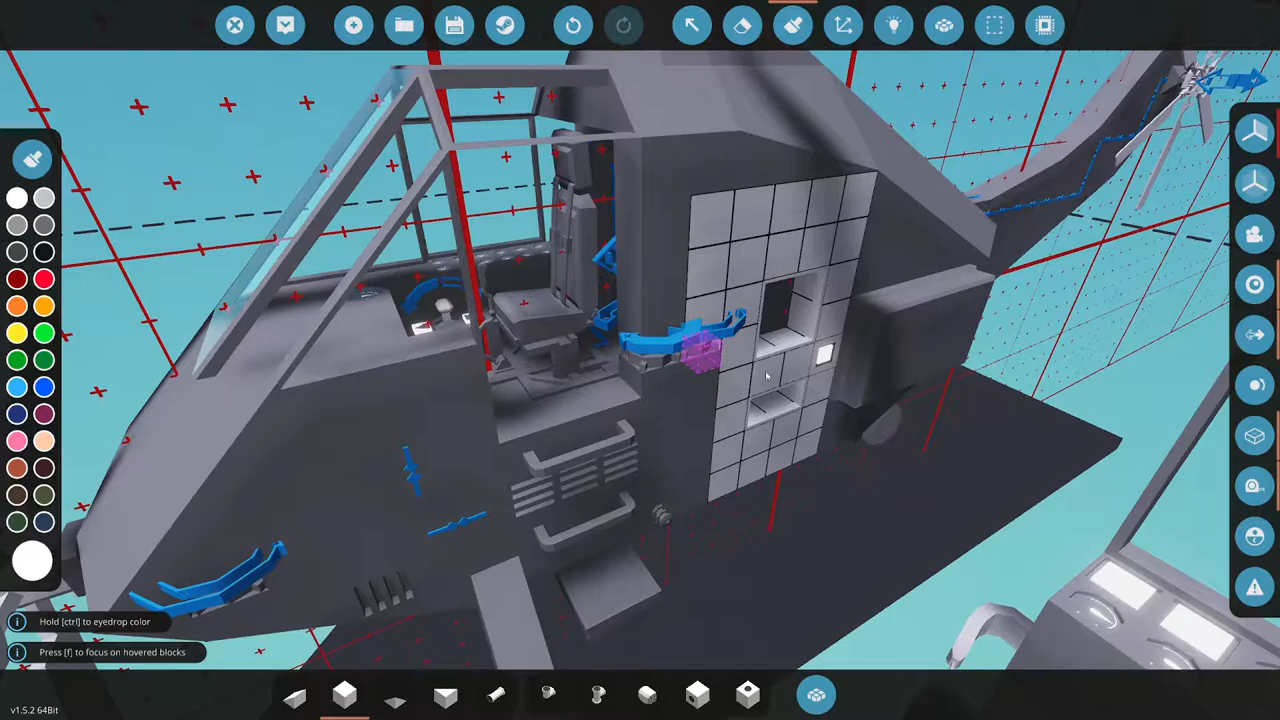 Hold [ctrl] to eyedrop color
Press [f] to focus on hovered blocks
v1.5.2 64Bit